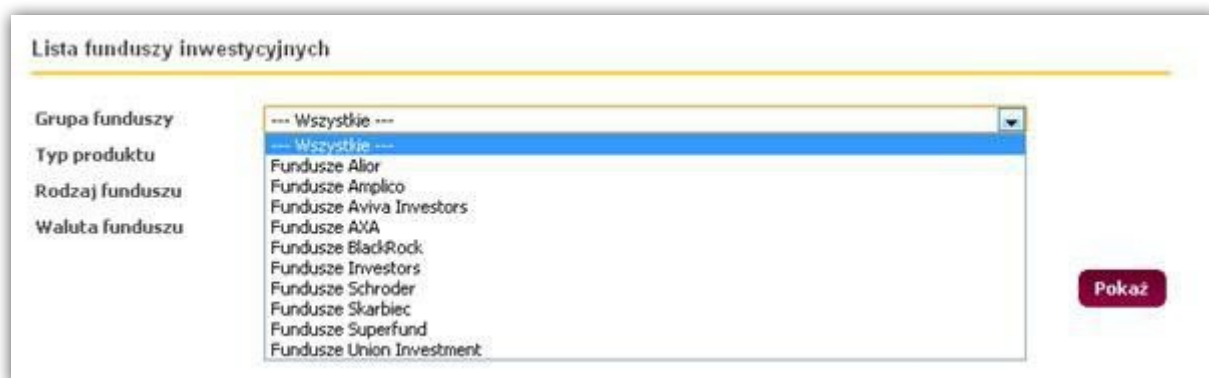 Lista funduszy inwestycyjnych
Grupa funduszy
--- Wszystkie ---
--- Wszystkie ---
Typ produktu
Fundusze Alior
Fundusze Amplico
Rodzaj funduszu
Fundusze Aviva Investors
Waluta funduszu
Fundusze AXA
Fundusze BlackRock
Fundusze Investors
Fundusze Schroder
Fundusze Skarbiec
Fundusze Superfund
Fundusze Union Investment
Pokaż